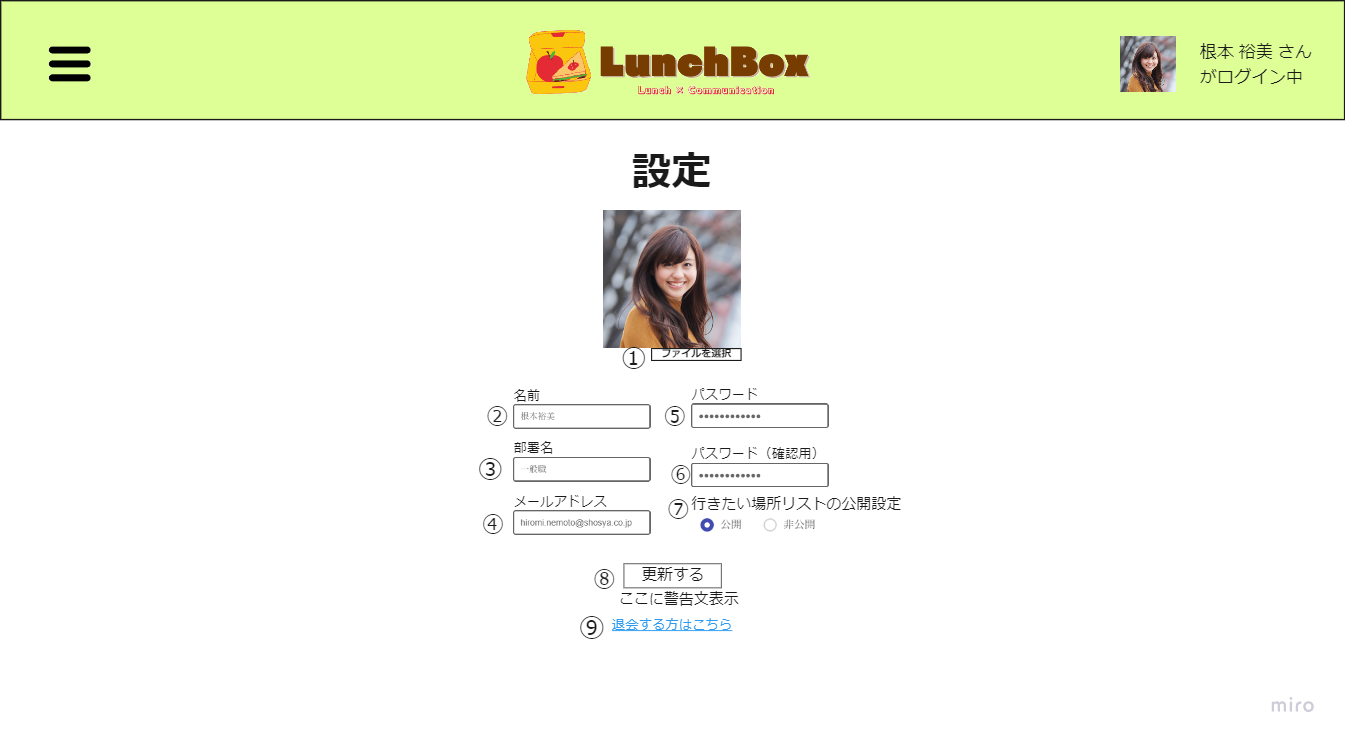 LunchBox
Lunch × Communication
根本 裕美 さん
がログイン中
設定
① ファイルを選択
名前
② 根本裕美
部署名
③ 一般職
メールアドレス
④ hiromi.nemoto@shosya.co.jp
パスワード
⑤ ••••••••••••
パスワード（確認用）
⑥ ••••••••••••
⑦ 行きたい場所リストの公開設定
公開 非公開
⑧ 更新する
ここに警告文表示
⑨ 退会する方はこちら
miro